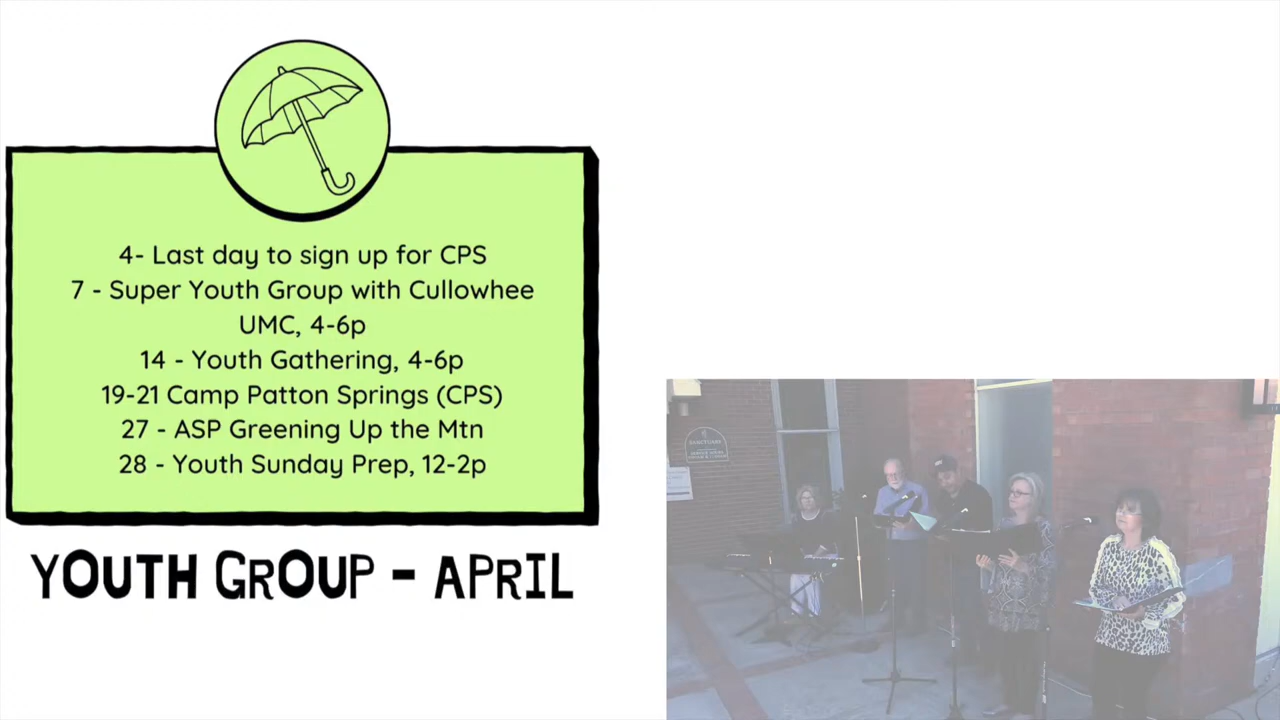 4- Last day to sign up for CPS
7 - Super Youth Group with Cullowhee
UMC, 4-6p
14 - Youth Gathering, 4-6p
19-21 Camp Patton Springs (CPS)
27 - ASP Greening Up the Mtn
28 - Youth Sunday Prep, 12-2p
YOUTH GROUP - APRIL
SANCTUARY